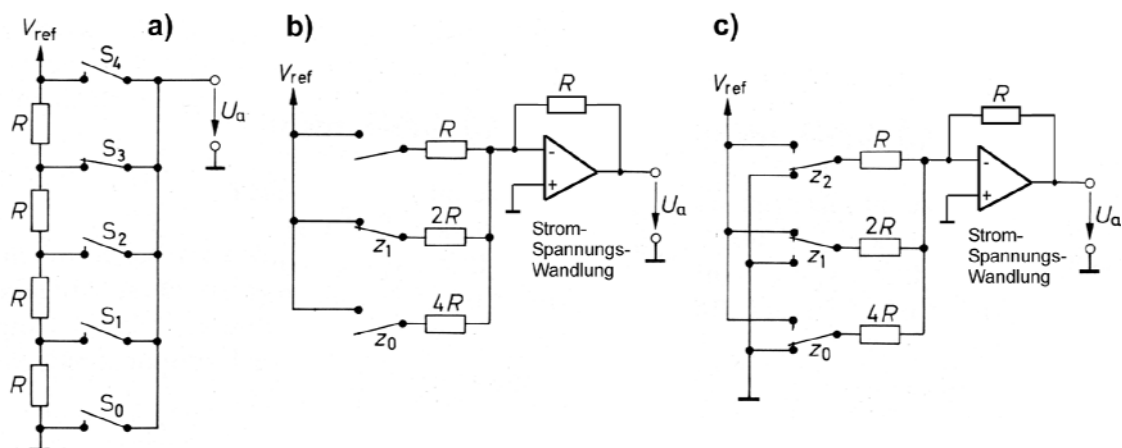 a)
V_ref
S_4
R
S_3
U_a
R
S_2
R
S_1
R
S_0
b)
V_ref
R
R
-
+
2R
z_1
U_a
Strom-
Spannungs-
Wandlung
4R
z_0
c)
V_ref
R
R
z_2
-
+
2R
z_1
U_a
Strom-
Spannungs-
Wandlung
4R
z_0